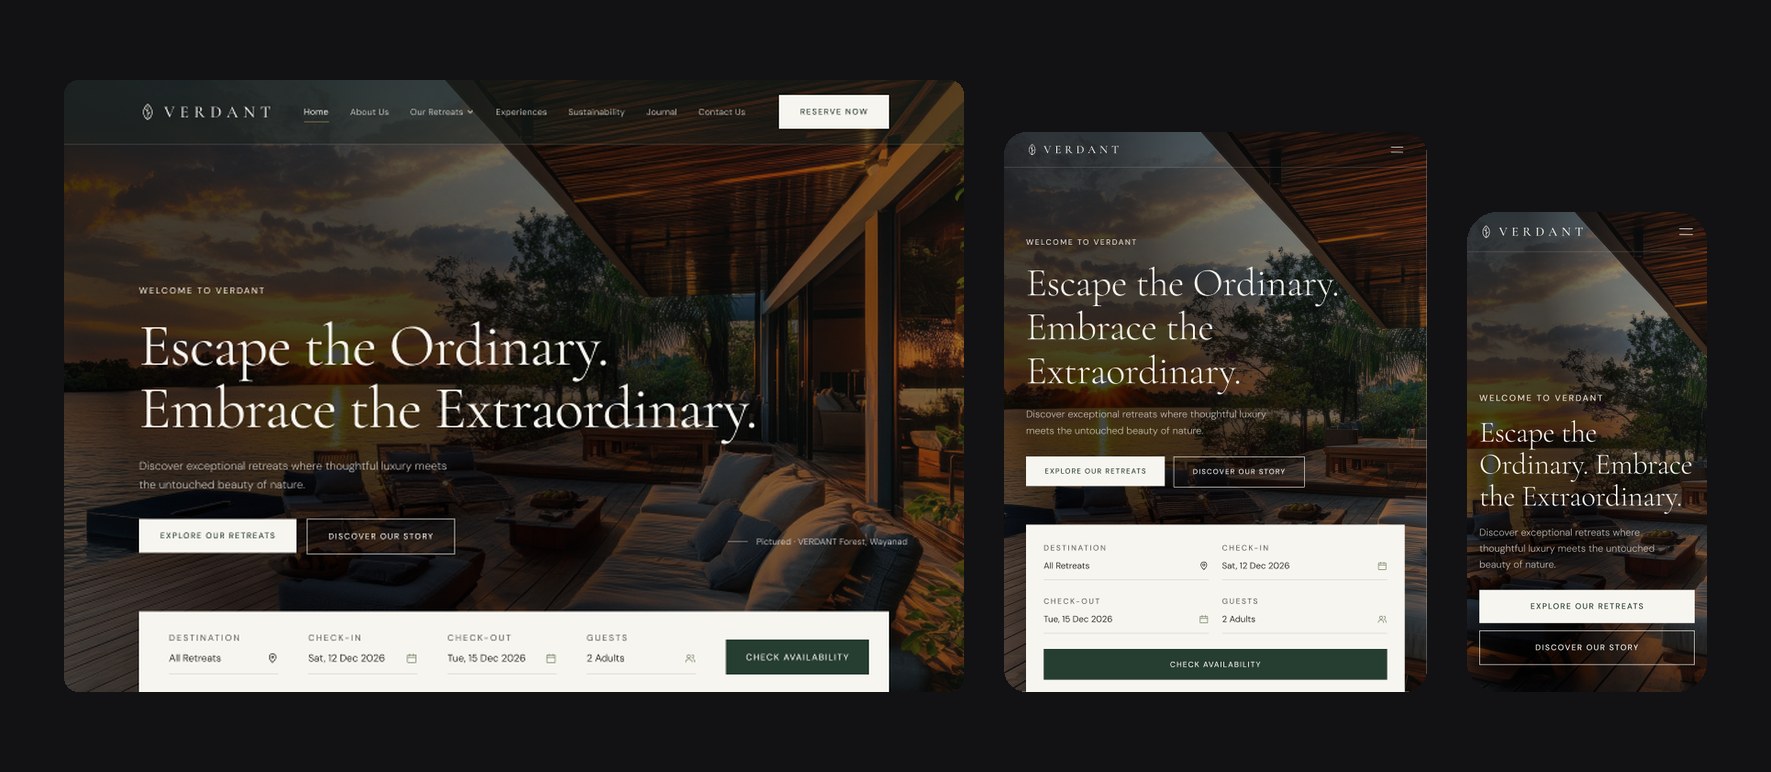 VERDANT
Home About Us Our Retreats Experiences Sustainability Journal Contact Us
RESERVE NOW
WELCOME TO VERDANT
Escape the Ordinary.
Embrace the Extraordinary.
Discover exceptional retreats where thoughtful luxury meets
the untouched beauty of nature.
EXPLORE OUR RETREATS
DISCOVER OUR STORY
Pictured · VERDANT Forest, Wayanad
DESTINATION CHECK-IN CHECK-OUT GUESTS
All Retreats Sat, 12 Dec 2026 Tue, 15 Dec 2026 2 Adults
CHECK AVAILABILITY
VERDANT
WELCOME TO VERDANT
Escape the Ordinary.
Embrace the
Extraordinary.
Discover exceptional retreats where thoughtful luxury
meets the untouched beauty of nature.
EXPLORE OUR RETREATS
DISCOVER OUR STORY
DESTINATION CHECK-IN
All Retreats Sat, 12 Dec 2026
CHECK-OUT GUESTS
Tue, 15 Dec 2026 2 Adults
CHECK AVAILABILITY
VERDANT
WELCOME TO VERDANT
Escape the
Ordinary. Embrace
the Extraordinary.
Discover exceptional retreats where
thoughtful luxury meets the untouched
beauty of nature.
EXPLORE OUR RETREATS
DISCOVER OUR STORY